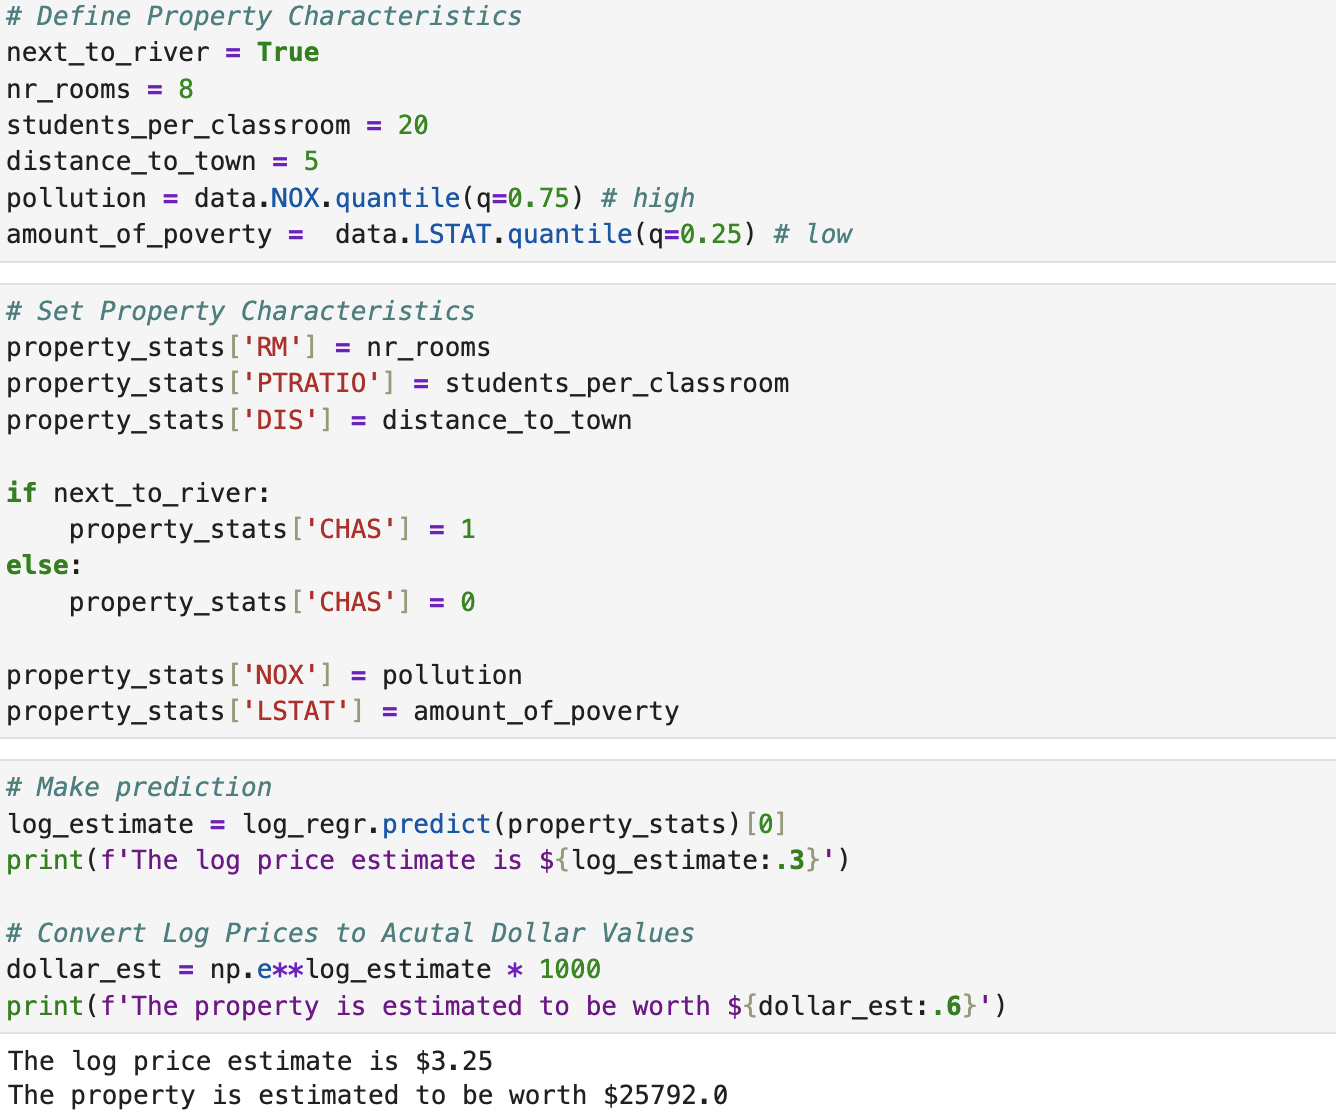 # Define Property Characteristics
next_to_river = True
nr_rooms = 8
students_per_classroom = 20
distance_to_town = 5
pollution = data.NOX.quantile(q=0.75) # high
amount_of_poverty =  data.LSTAT.quantile(q=0.25) # low
# Set Property Characteristics
property_stats['RM'] = nr_rooms
property_stats['PTRATIO'] = students_per_classroom
property_stats['DIS'] = distance_to_town
if next_to_river:
    property_stats['CHAS'] = 1
else:
    property_stats['CHAS'] = 0
property_stats['NOX'] = pollution
property_stats['LSTAT'] = amount_of_poverty
# Make prediction
log_estimate = log_regr.predict(property_stats)[0]
print(f'The log price estimate is ${log_estimate:.3}')
# Convert Log Prices to Acutal Dollar Values
dollar_est = np.e**log_estimate * 1000
print(f'The property is estimated to be worth ${dollar_est:.6}')
The log price estimate is $3.25
The property is estimated to be worth $25792.0